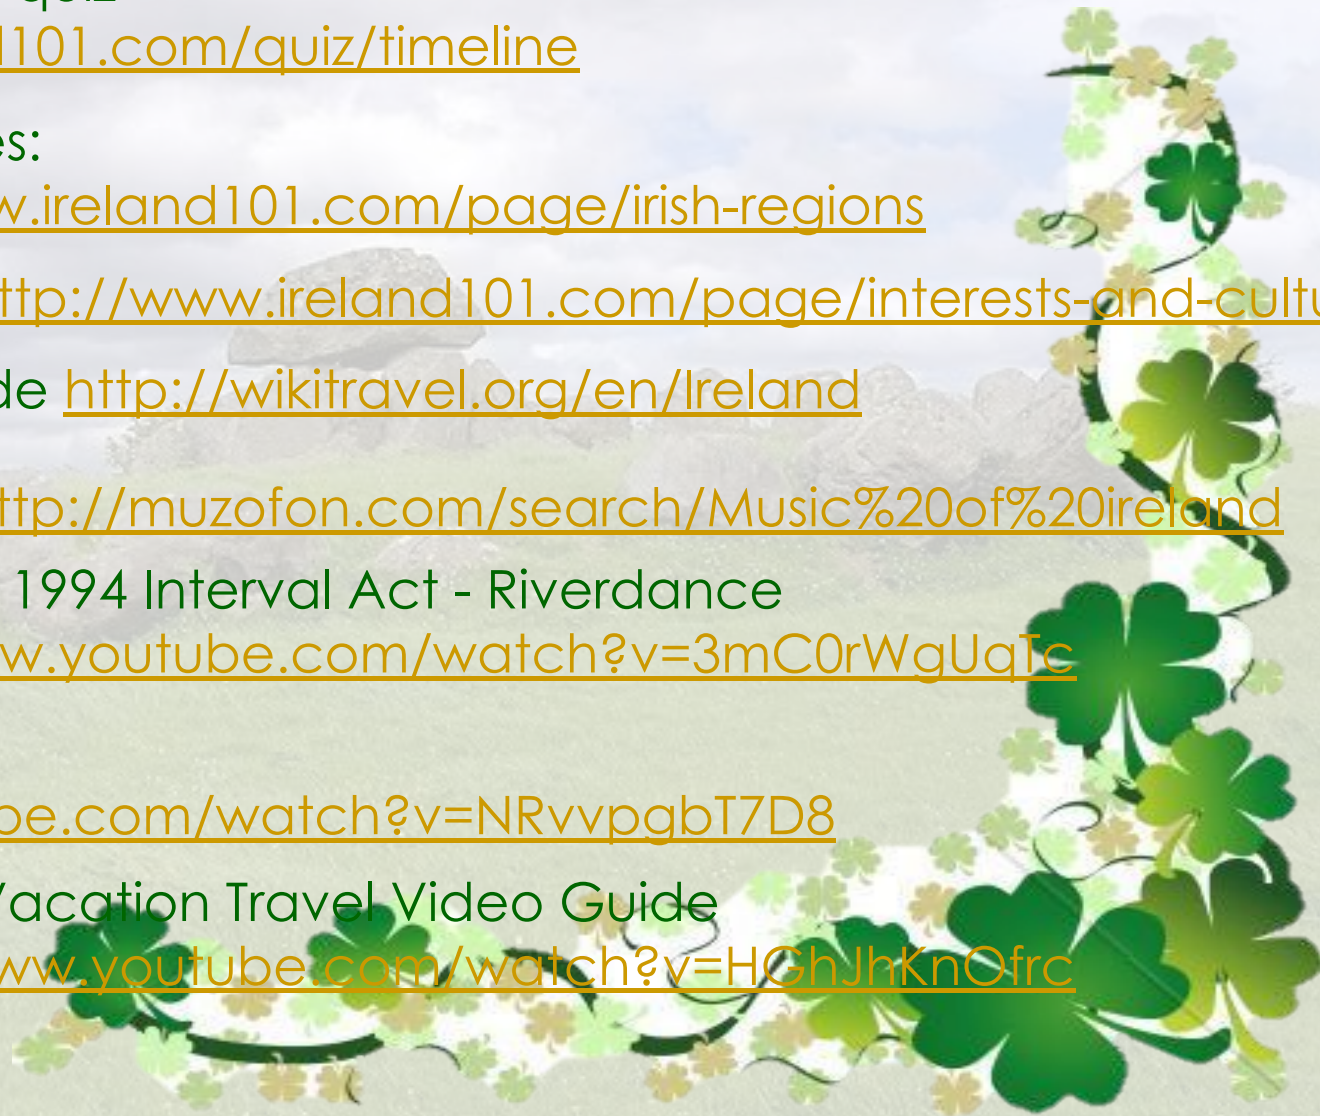 quiz
d101.com/quiz/timeline
es:
w.ireland101.com/page/irish-regions
ttp://www.ireland101.com/page/interests-and-cultu
de http://wikitravel.org/en/Ireland
ttp://muzofon.com/search/Music%20of%20ireland
1994 Interval Act - Riverdance
w.youtube.com/watch?v=3mC0rWgUqTc
be.com/watch?v=NRvvpgbT7D8
Vacation Travel Video Guide
ww.youtube.com/watch?v=HGhJhKnOfrc